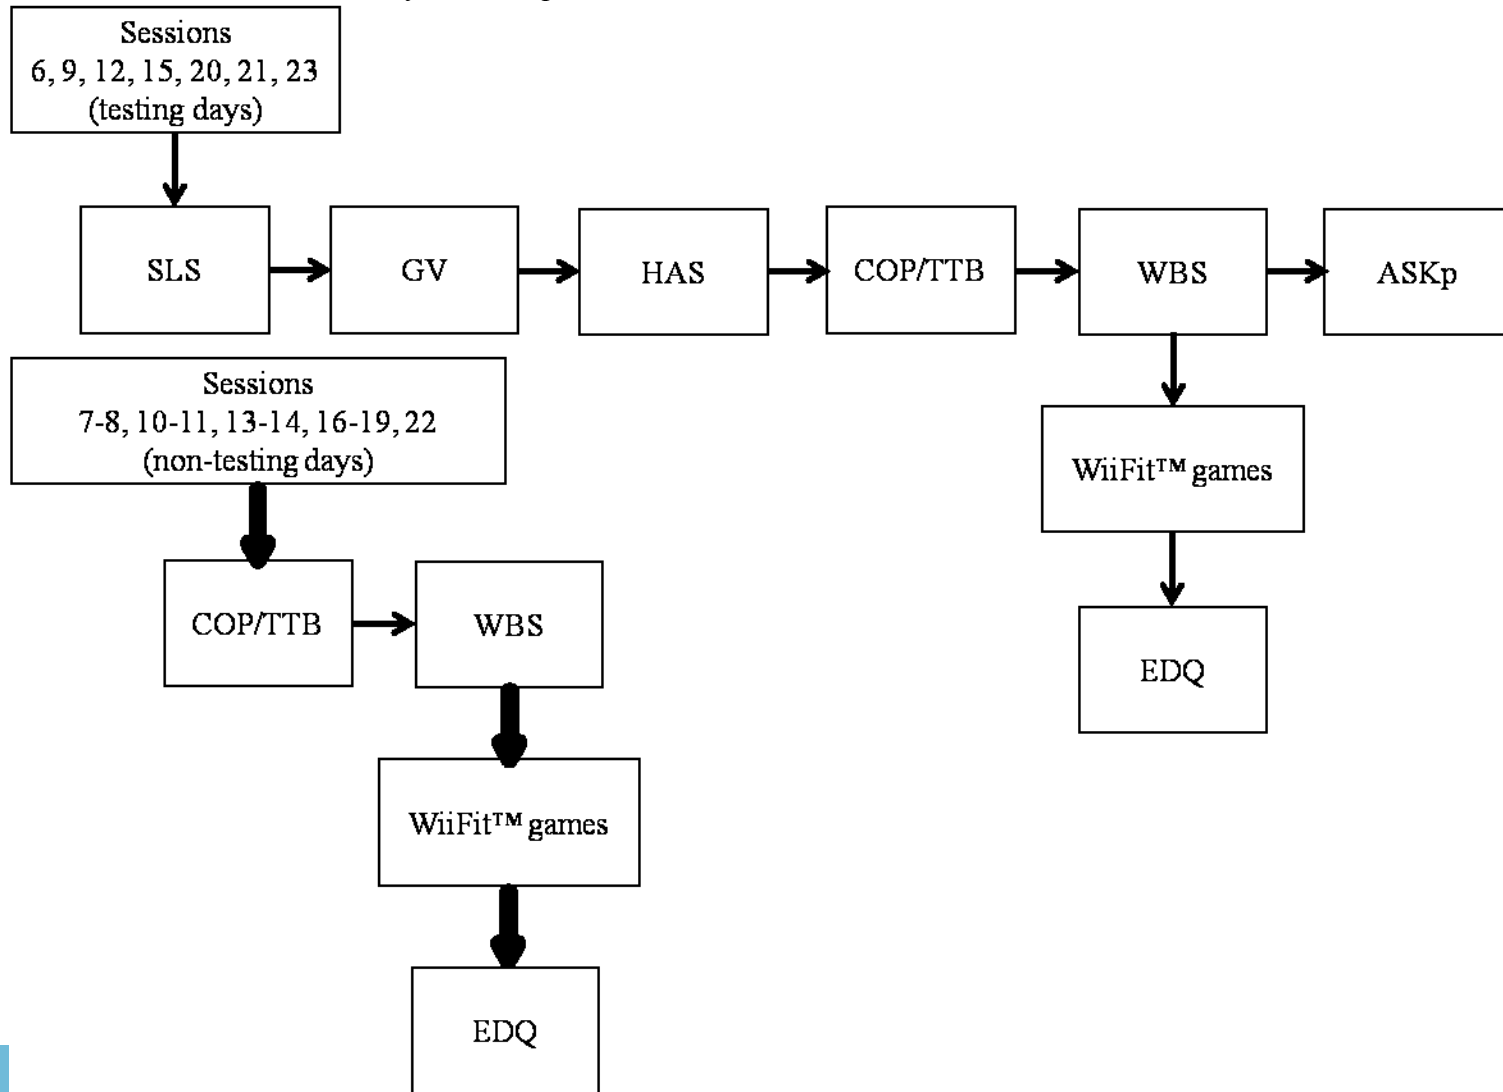 Sessions
6, 9, 12, 15, 20, 21, 23
(testing days)
SLS
GV
HAS
COP/TTB
WBS
ASKp
Sessions
7-8, 10-11, 13-14, 16-19, 22
(non-testing days)
WiiFit™ games
COP/TTB
WBS
EDQ
WiiFit™ games
EDQ